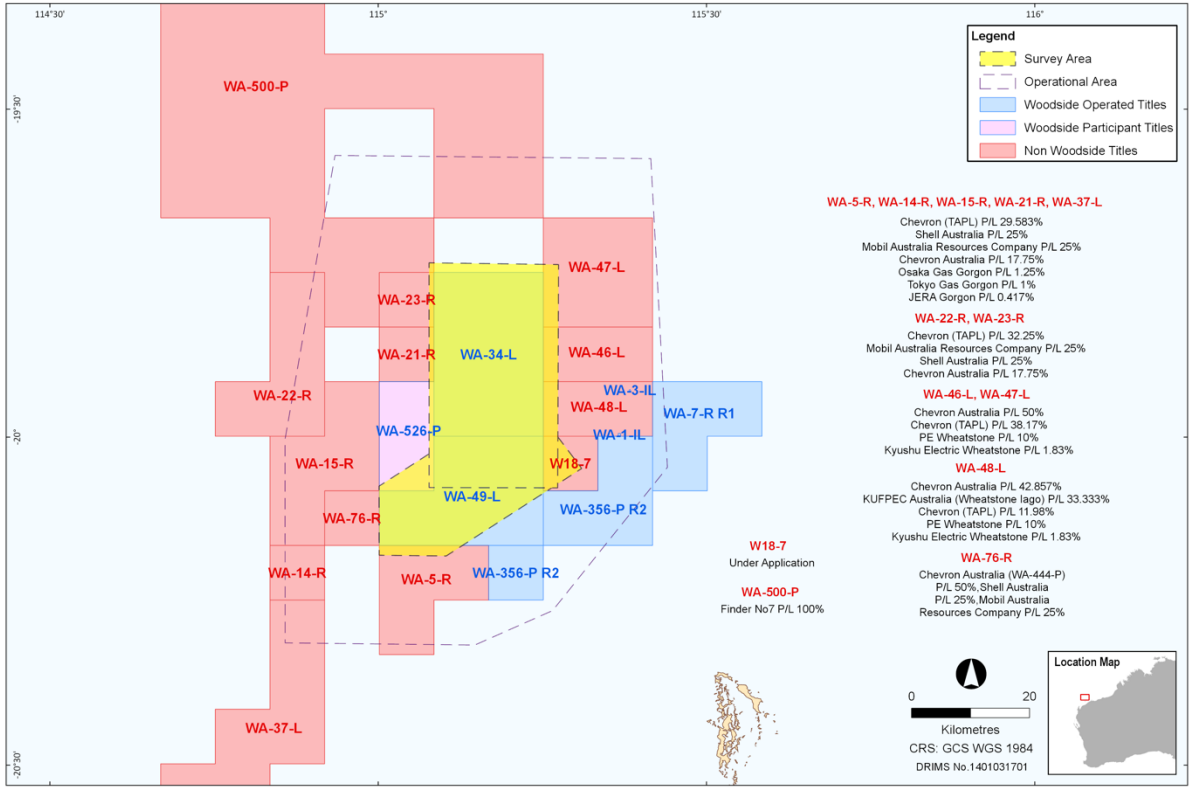 114°30'
115°
115°30'
116°
-19°30'
-20°
-20°30'
Legend
Survey Area
Operational Area
Woodside Operated Titles
Woodside Participant Titles
Non Woodside Titles
WA-500-P
WA-47-L
WA-23-R
WA-21-R
WA-34-L
WA-46-L
WA-22-R
WA-3-IL
WA-48-L
WA-7-R R1
WA-526-P
WA-1-IL
WA-15-R
W18-7
WA-49-L
WA-76-R
WA-356-P R2
WA-14-R
WA-5-R
WA-356-P R2
WA-37-L
WA-5-R, WA-14-R, WA-15-R, WA-21-R, WA-37-L
Chevron (TAPL) P/L 29.583%
Shell Australia P/L 25%
Mobil Australia Resources Company P/L 25%
Chevron Australia P/L 17.75%
Osaka Gas Gorgon P/L 1.25%
Tokyo Gas Gorgon P/L 1%
JERA Gorgon P/L 0.417%
WA-22-R, WA-23-R
Chevron (TAPL) P/L 32.25%
Mobil Australia Resources Company P/L 25%
Shell Australia P/L 25%
Chevron Australia P/L 17.75%
WA-46-L, WA-47-L
Chevron Australia P/L 50%
Chevron (TAPL) P/L 38.17%
PE Wheatstone P/L 10%
Kyushu Electric Wheatstone P/L 1.83%
WA-48-L
Chevron Australia P/L 42.857%
KUFPEC Australia (Wheatstone Iago) P/L 33.333%
Chevron (TAPL) P/L 11.98%
PE Wheatstone P/L 10%
Kyushu Electric Wheatstone P/L 1.83%
WA-76-R
Chevron Australia (WA-444-P)
P/L 50%,Shell Australia
P/L 25%,Mobil Australia
Resources Company P/L 25%
W18-7
Under Application
WA-500-P
Finder No7 P/L 100%
0 20
Kilometres
CRS: GCS WGS 1984
DRIMS No.1401031701
Location Map